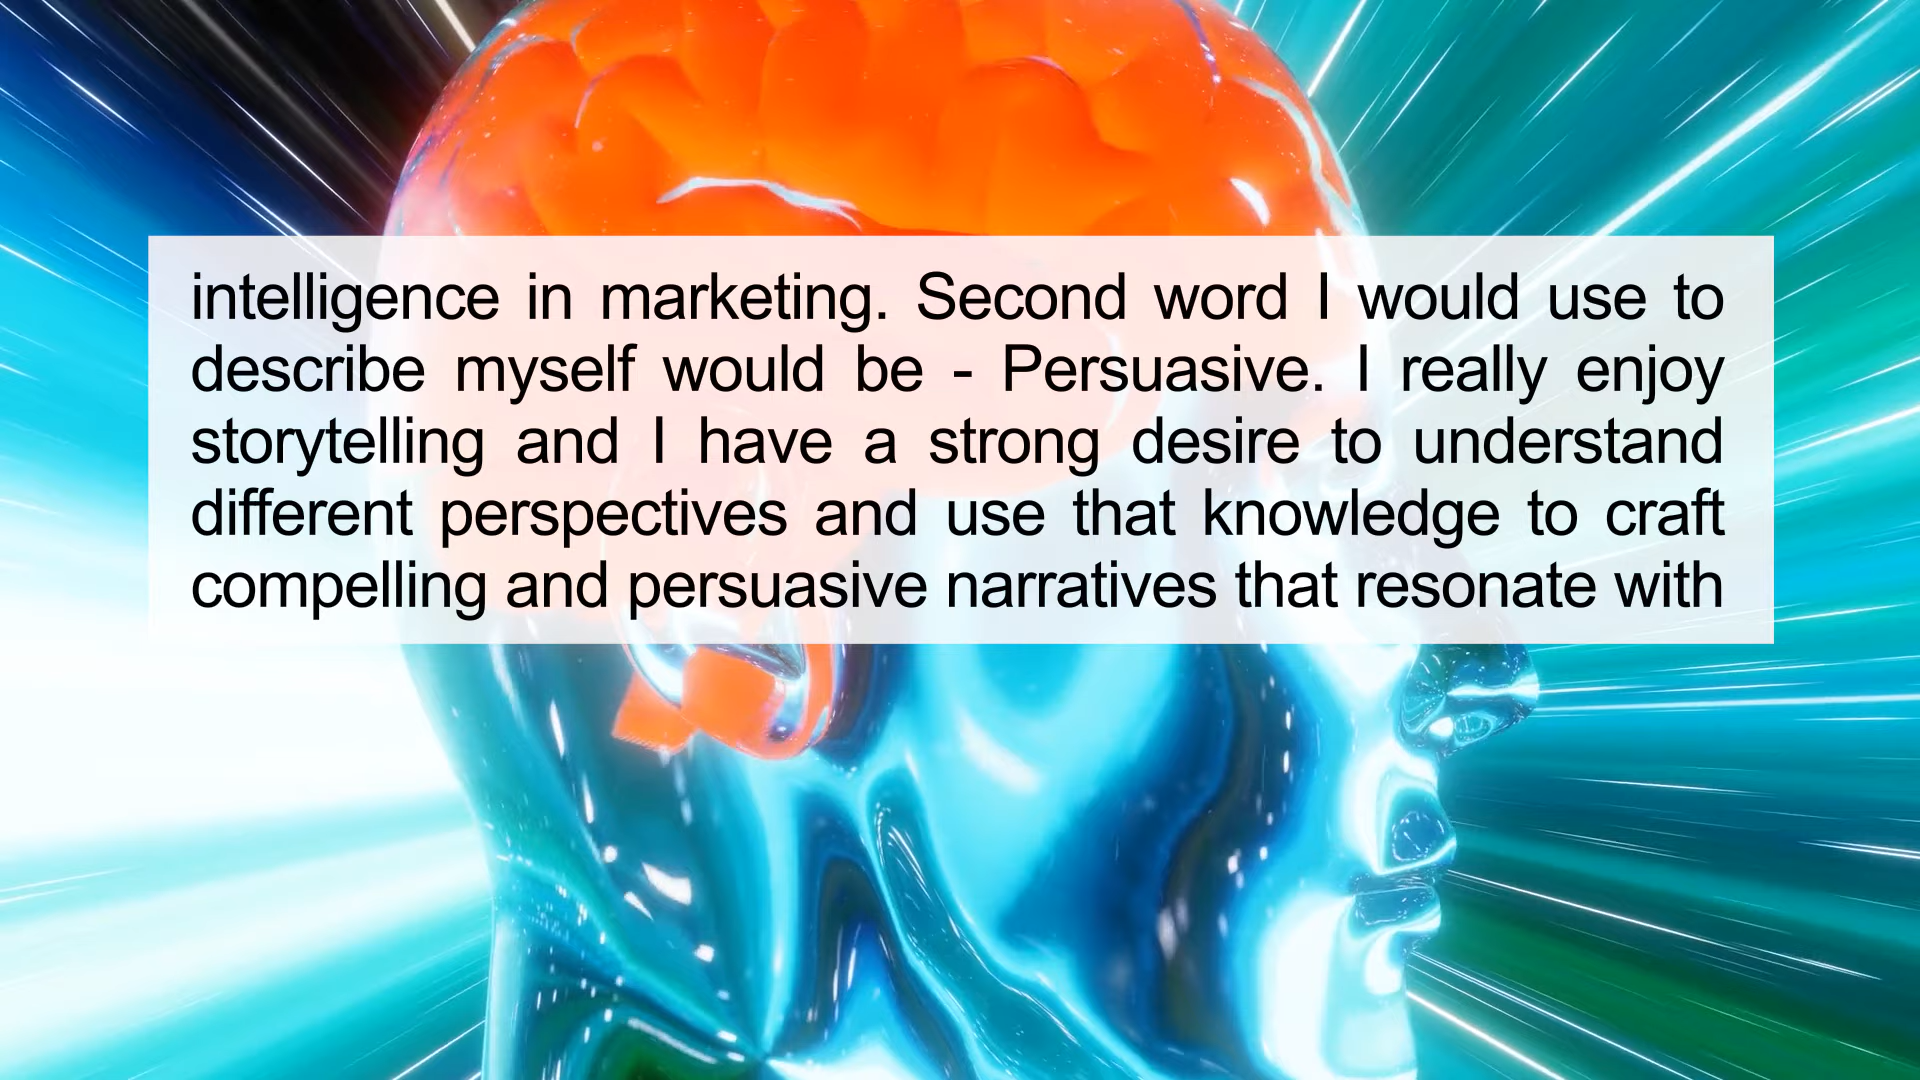 intelligence in marketing. Second word I would use to
describe myself would be - Persuasive. I really enjoy
storytelling and I have a strong desire to understand
different perspectives and use that knowledge to craft
compelling and persuasive narratives that resonate with